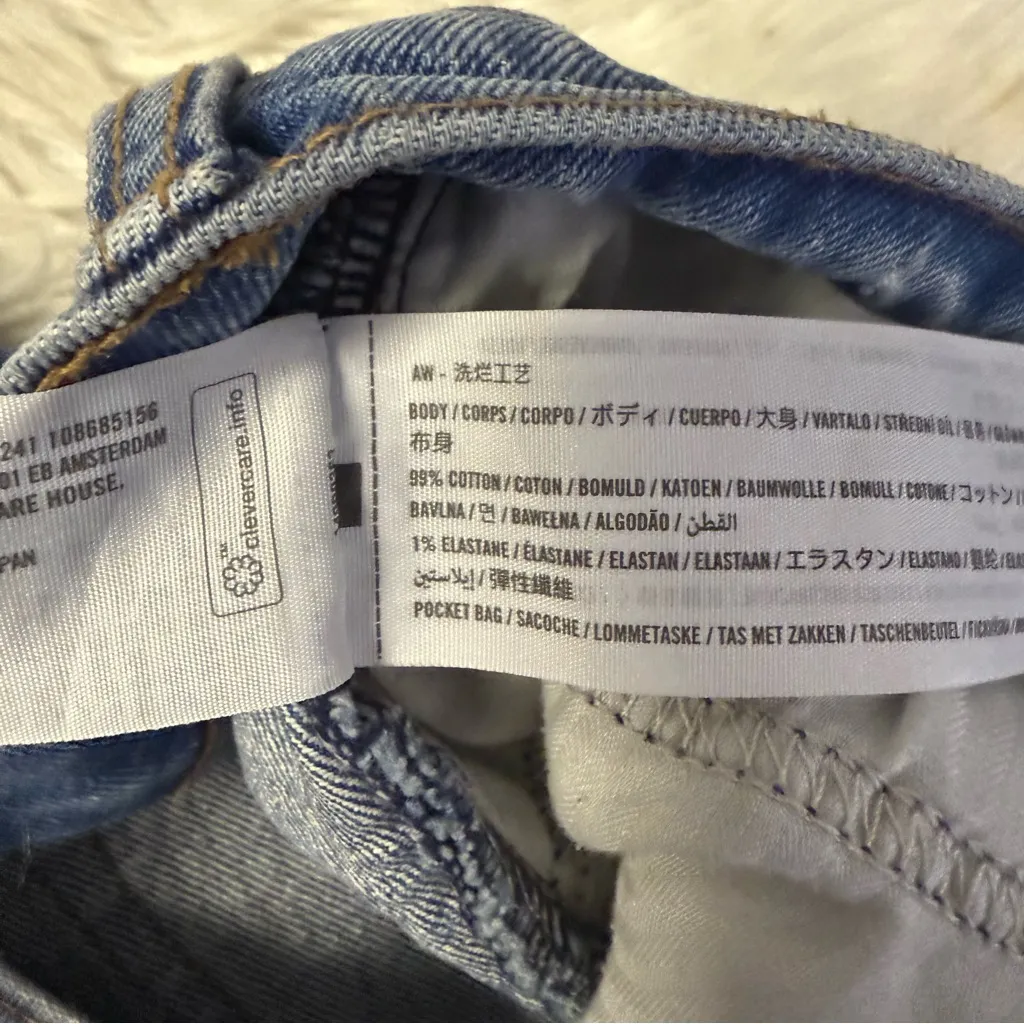 241 108685156
01 EB AMSTERDAM
ARE HOUSE.
PAN
clevercare.info
TM
AW - 洗烂工艺
BODY / CORPS / CORPO / ボディ / CUERPO / 大身 / VARTALO / STŘEDNÍ DÍL /
布身
99% COTTON / COTON / BOMULD / KATOEN / BAUMWOLLE / BOMULL / COTONE / コットン /
BAVLNA / 면 / BAWEŁNA / ALGODÃO / القطن
1% ELASTANE / ÉLASTANE / ELASTAN / ELASTAAN / エラスタン / ELASTANO / 氨纶 /
إيلاستين / 彈性纖維
POCKET BAG / SACOCHE / LOMMETASKE / TAS MET ZAKKEN / TASCHENBEUTEL /